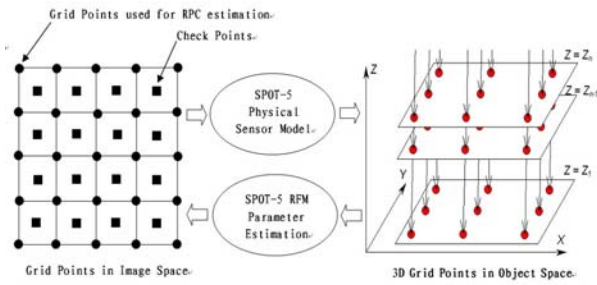 Grid Points used for RPC estimation
Check Points
SPOT-5
Physical
Sensor Model
SPOT-5 RFM
Parameter
Estimation
Grid Points in Image Space
Z
Z = Zn
Z = Zn-1
Z = Z1
Y
X
3D Grid Points in Object Space